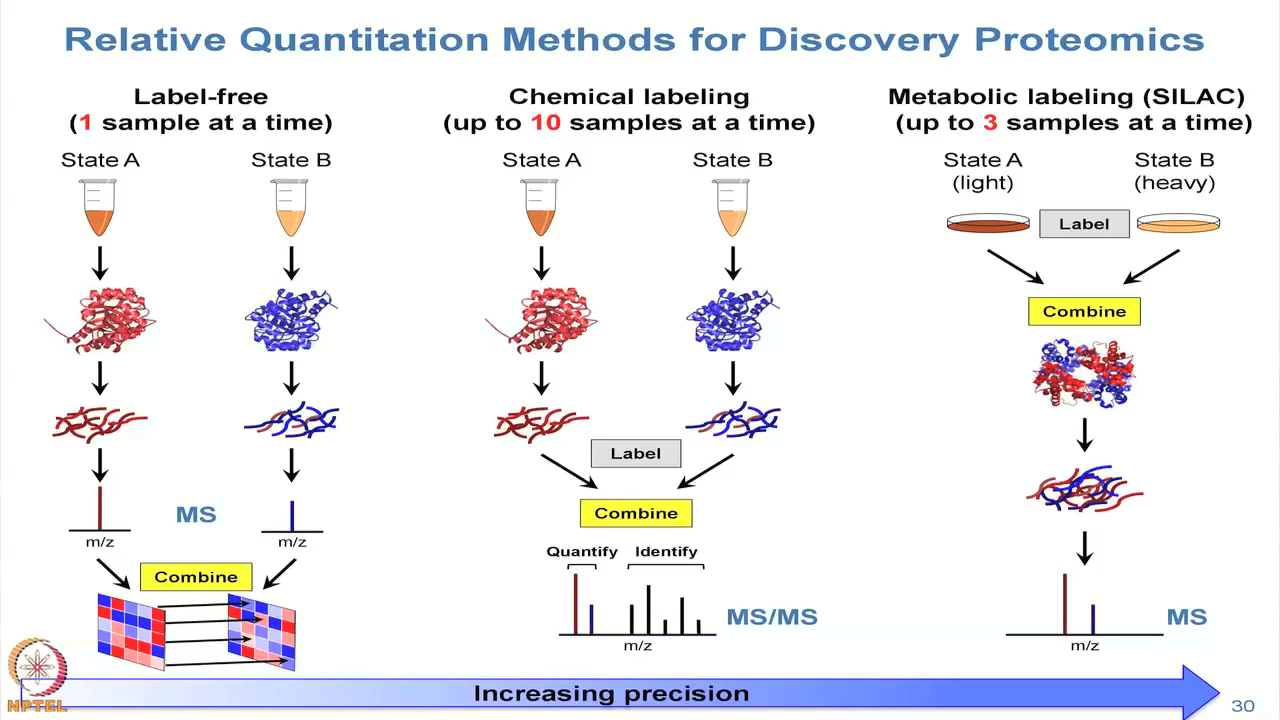 Relative Quantitation Methods for Discovery Proteomics
Label-free
(1 sample at a time)
State A
State B
m/z
MS
m/z
Combine
Chemical labeling
(up to 10 samples at a time)
State A
State B
Label
Combine
Quantify
Identify
MS/MS
m/z
Metabolic labeling (SILAC)
(up to 3 samples at a time)
State A
(light)
State B
(heavy)
Label
Combine
MS
m/z
Increasing precision
NPTEL
30